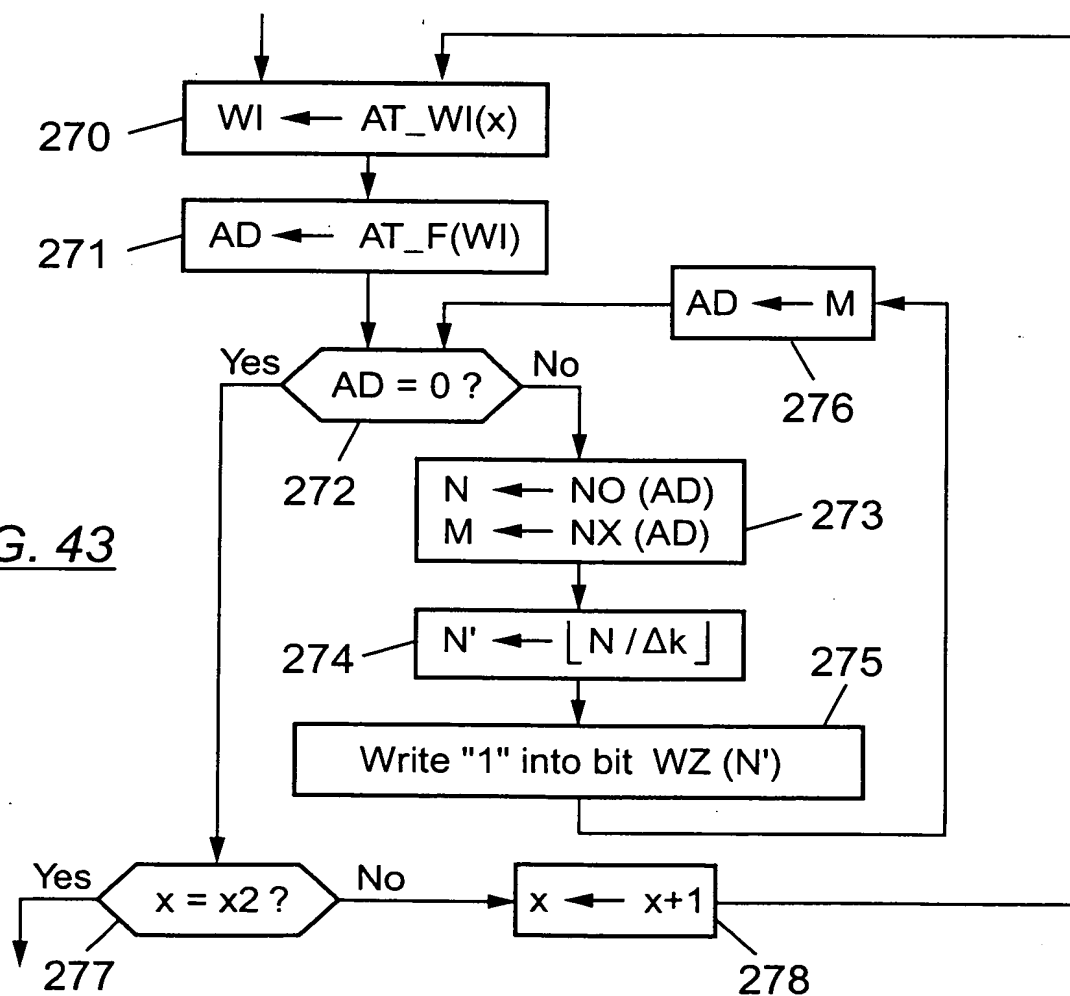 WI ← AT_WI(x)
270
AD ← AT_F(WI)
271
AD ← M
276
Yes
AD = 0 ?
No
272
N ← NO (AD)
M ← NX (AD)
273
G. 43
N' ← ⌊ N / Δk ⌋
274
275
Write "1" into bit WZ (N')
Yes
x = x2 ?
No
x ← x+1
277
278